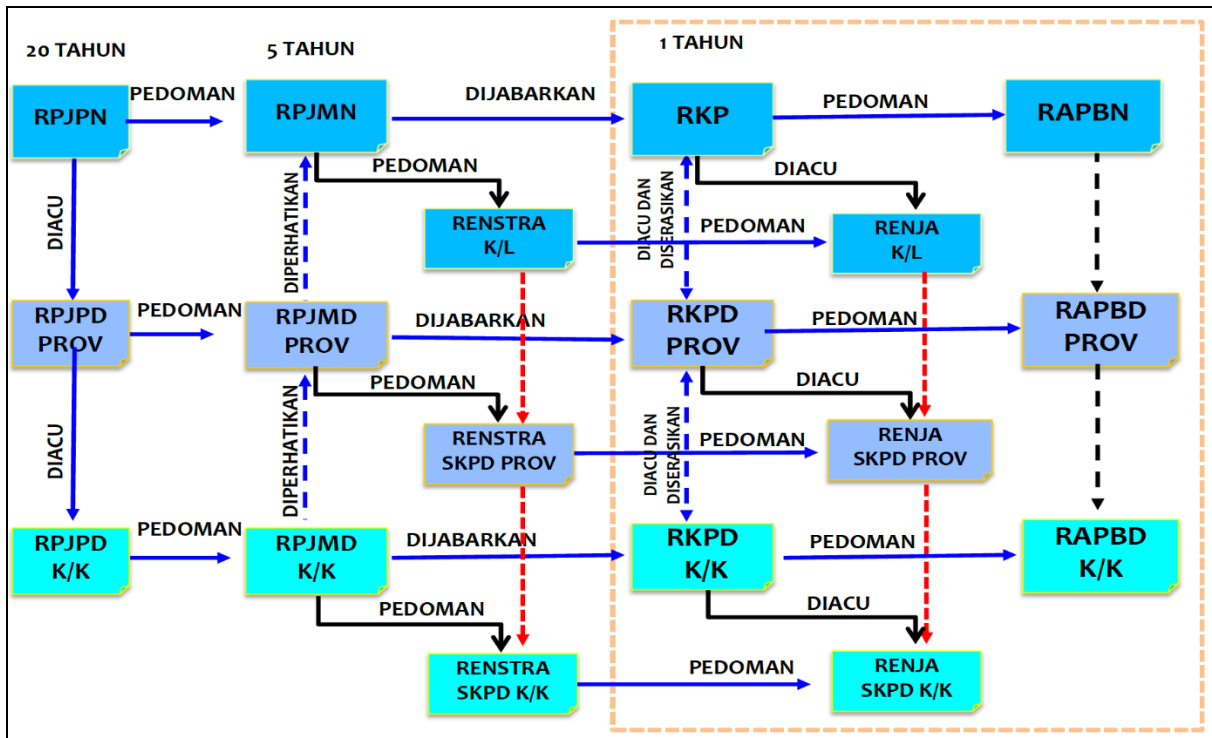 20 TAHUN
5 TAHUN
1 TAHUN
RPJPN
PEDOMAN
RPJMN
DIJABARKAN
RKP
PEDOMAN
RAPBN
DIACU
DIPERHATIKAN
PEDOMAN
RENSTRA
K/L
PEDOMAN
DIACU DAN
DISERASIKAN
DIACU
RENJA
K/L
RPJPD
PROV
PEDOMAN
RPJMD
PROV
DIJABARKAN
RKPD
PROV
PEDOMAN
RAPBD
PROV
DIACU
DIPERHATIKAN
PEDOMAN
RENSTRA
SKPD PROV
PEDOMAN
DIACU DAN
DISERASIKAN
DIACU
RENJA
SKPD PROV
RPJPD
K/K
PEDOMAN
RPJMD
K/K
DIJABARKAN
RKPD
K/K
PEDOMAN
RAPBD
K/K
PEDOMAN
RENSTRA
SKPD K/K
PEDOMAN
DIACU
RENJA
SKPD K/K